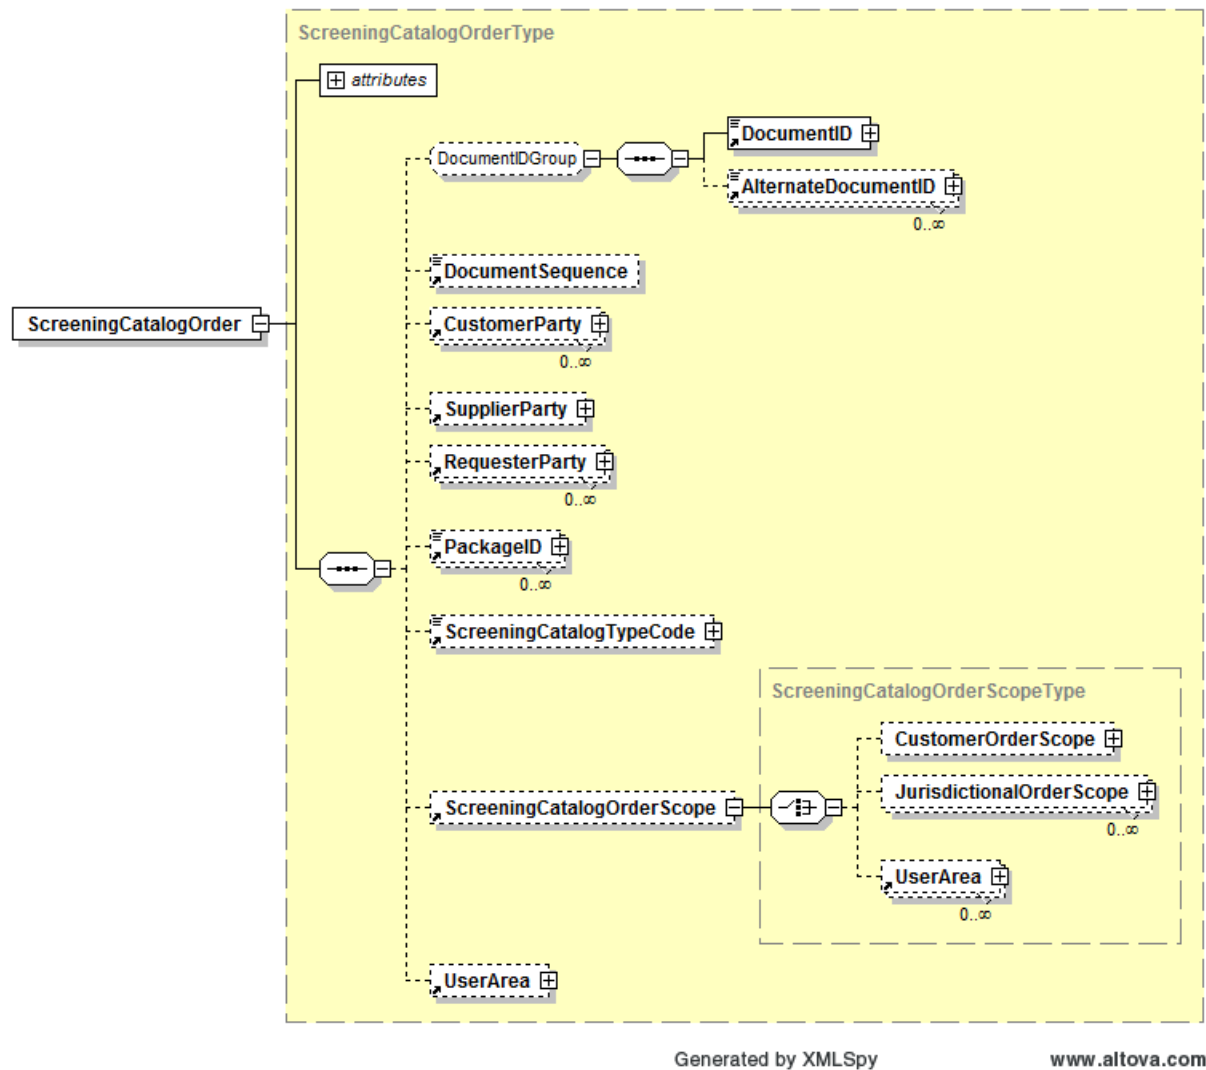 ScreeningCatalogOrderType
attributes
DocumentID
DocumentIDGroup
AlternateDocumentID
0..∞
DocumentSequence
ScreeningCatalogOrder
CustomerParty
0..∞
SupplierParty
RequesterParty
0..∞
PackageID
0..∞
ScreeningCatalogTypeCode
ScreeningCatalogOrderScopeType
CustomerOrderScope
JurisdictionalOrderScope
ScreeningCatalogOrderScope
0..∞
UserArea
0..∞
UserArea
Generated by XMLSpy www.altova.com